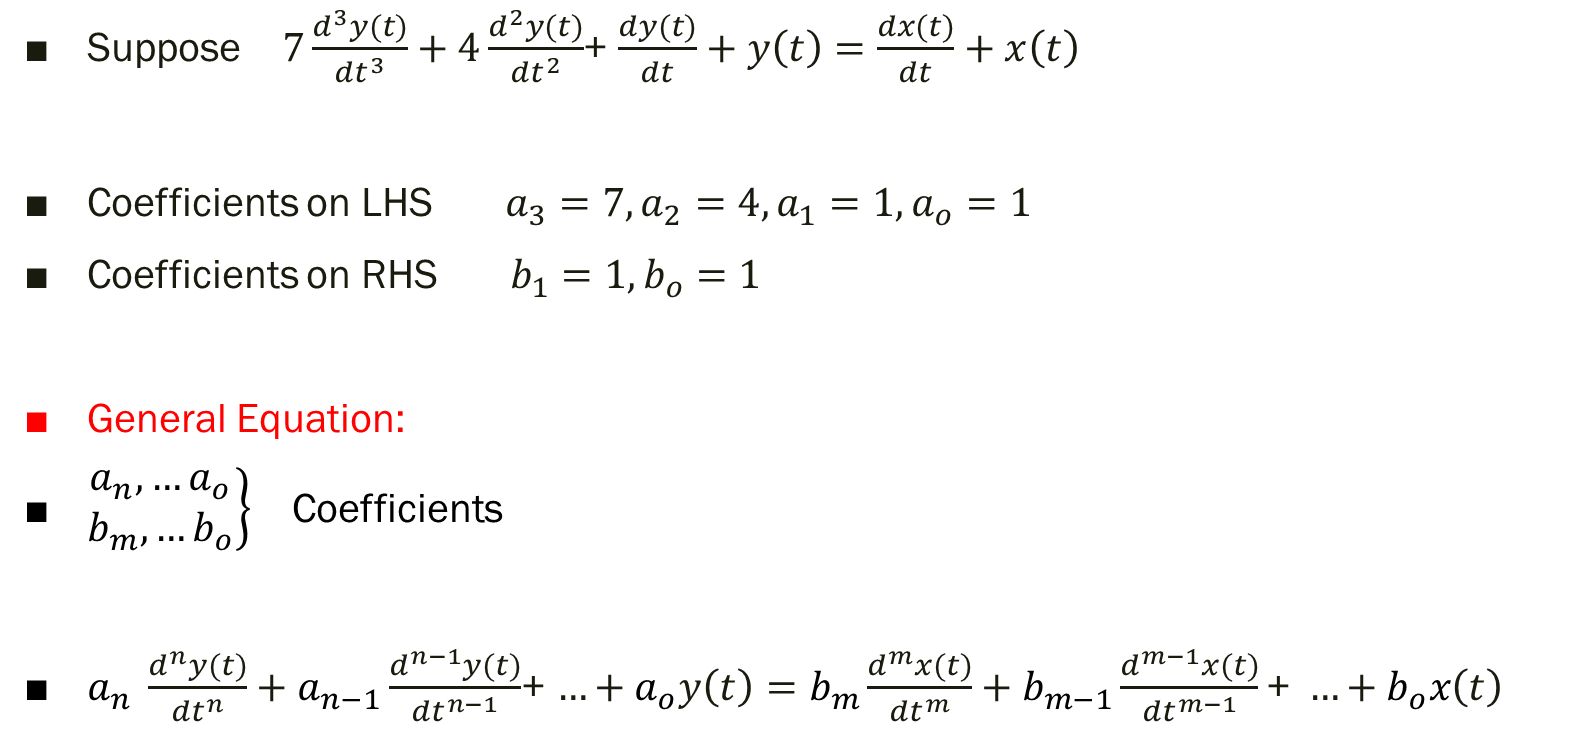 ■ Suppose 7 d³y(t)/dt³ + 4 d²y(t)/dt² + dy(t)/dt + y(t) = dx(t)/dt + x(t)
■ Coefficients on LHS a₃ = 7, a₂ = 4, a₁ = 1, aₒ = 1
■ Coefficients on RHS b₁ = 1, bₒ = 1
■ General Equation:
■ aₙ, … aₒ
bₘ, … bₒ } Coefficients
■ aₙ dⁿy(t)/dtⁿ + aₙ₋₁ dⁿ⁻¹y(t)/dtⁿ⁻¹ + … + aₒy(t) = bₘ dᵐx(t)/dtᵐ + bₘ₋₁ dᵐ⁻¹x(t)/dtᵐ⁻¹ + … + bₒx(t)